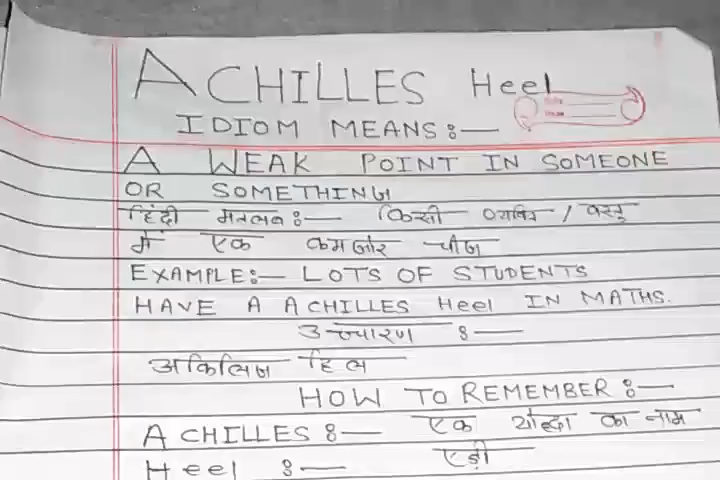 ACHILLES Heel
IDIOM MEANS:—
A WEAK POINT IN SOMEONE
OR SOMETHING
हिंदी मतलब:— किसी व्यक्ति / वस्तु
में एक कमजोर चीज
EXAMPLE:— LOTS OF STUDENTS
HAVE A ACHILLES Heel IN MATHS.
उच्चारण :—
अकिलिज हिल
HOW TO REMEMBER :—
ACHILLES :— एक योद्धा का नाम
Heel :— एड़ी